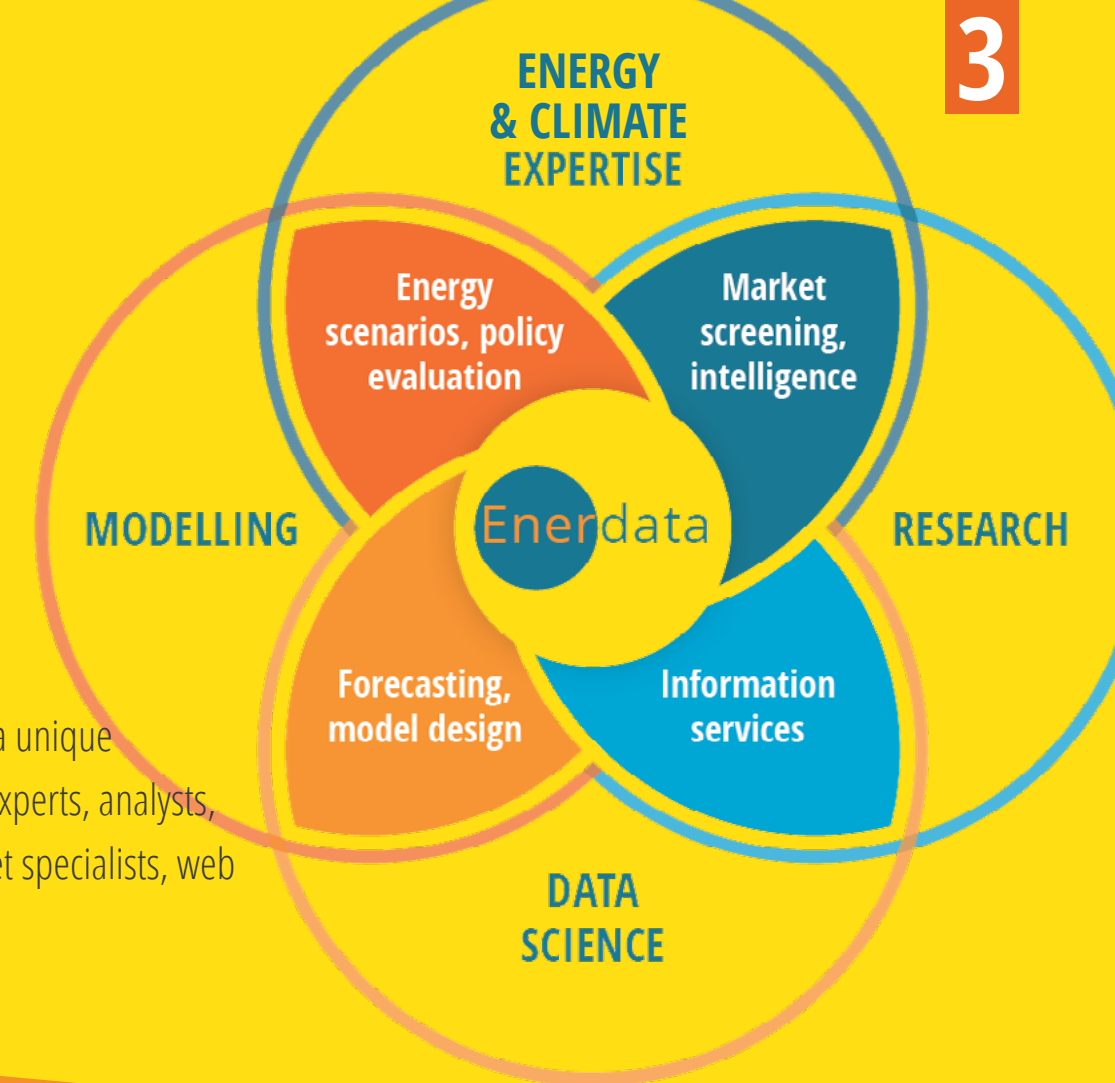 3
ENERGY
& CLIMATE
EXPERTISE
Energy
scenarios, policy
evaluation
Market
screening,
intelligence
MODELLING
Enerdata
RESEARCH
Forecasting,
model design
Information
services
a unique
xperts, analysts,
et specialists, web
DATA
SCIENCE